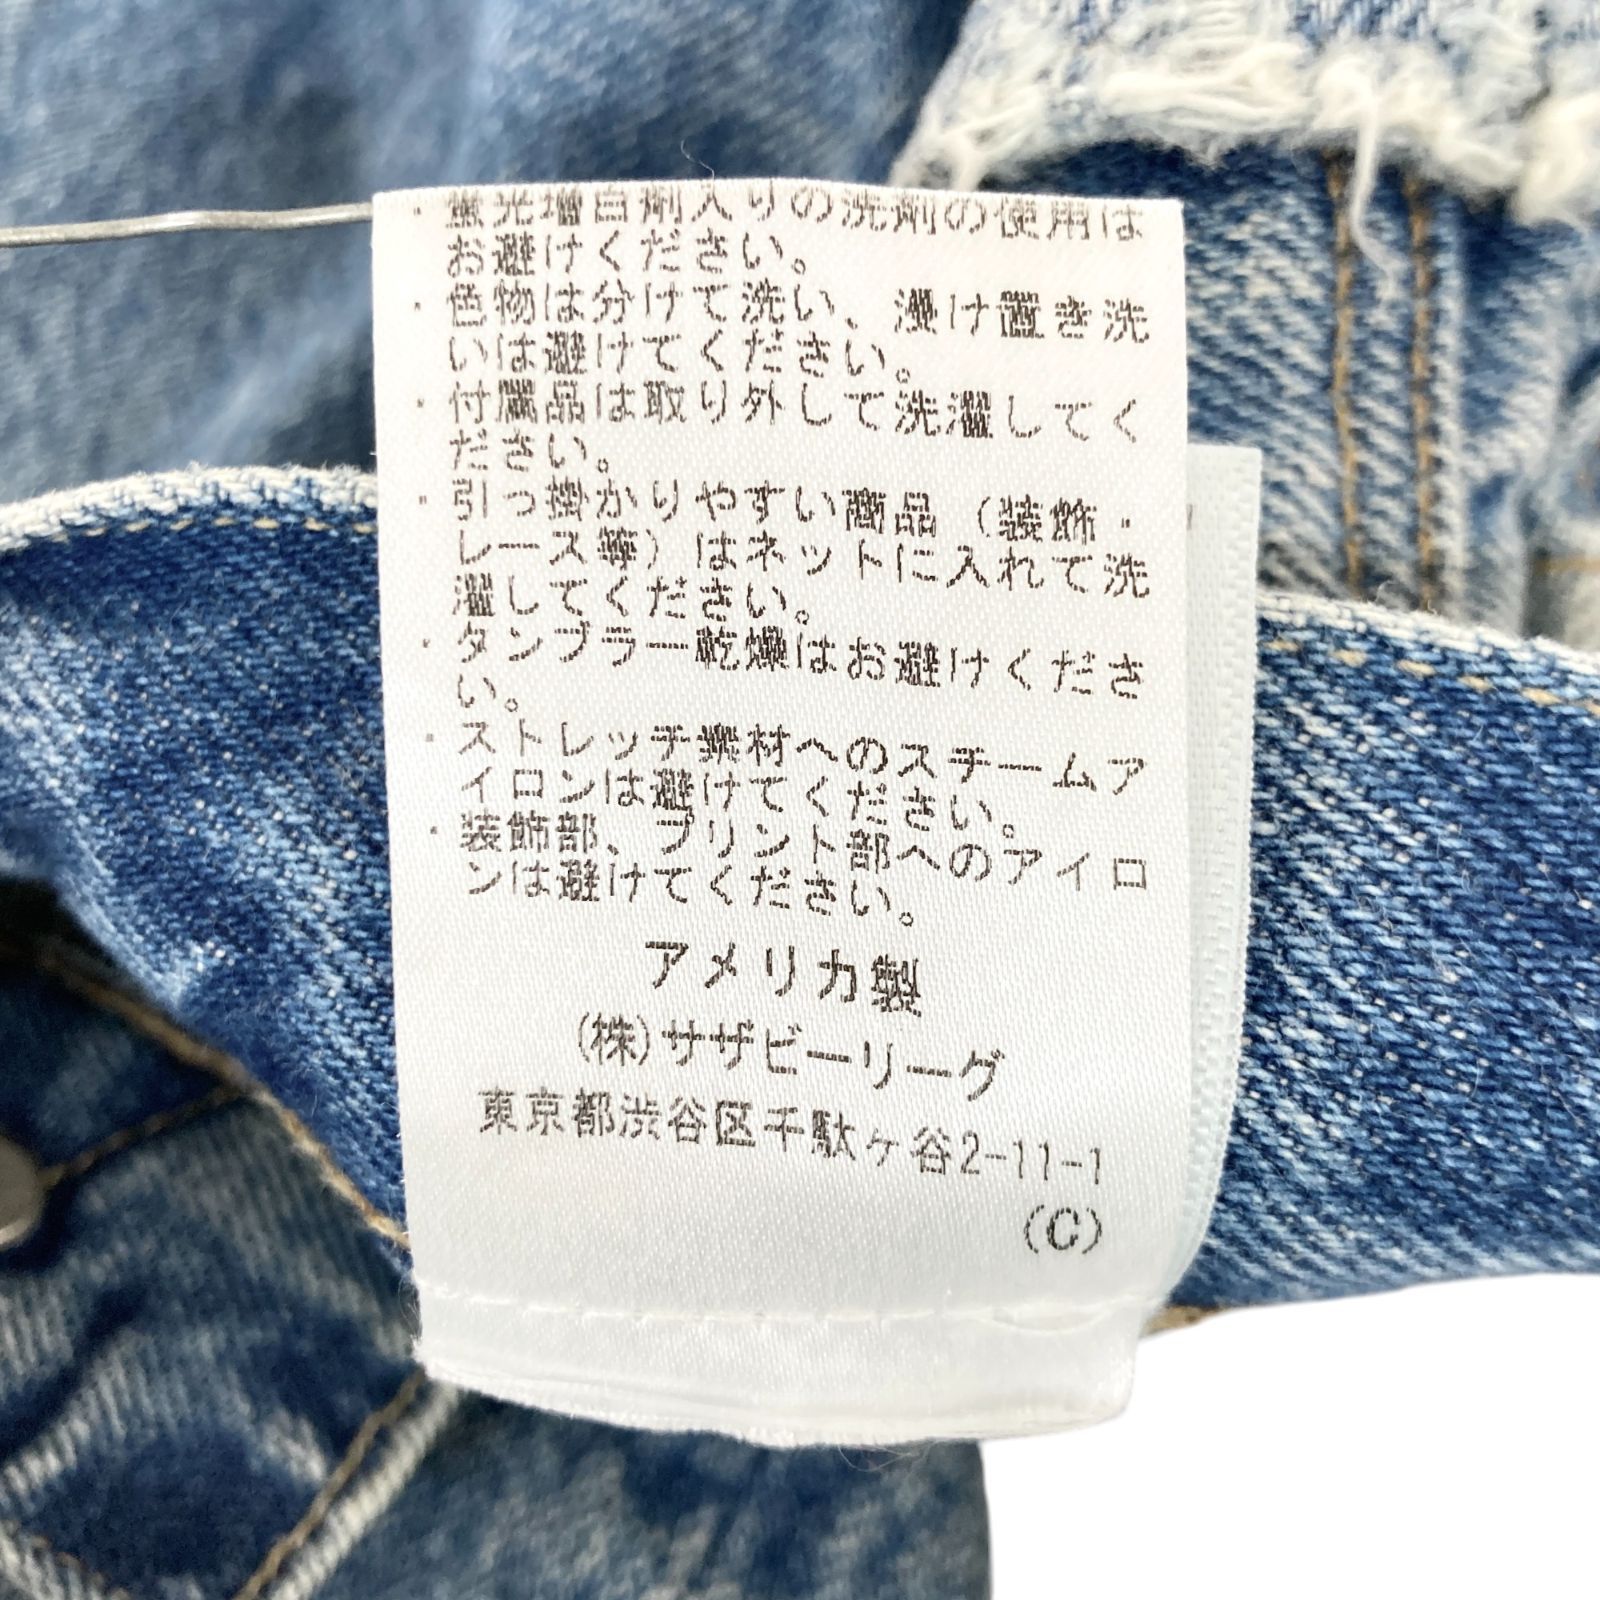 ・蛍光増白剤入りの洗剤の使用は
お避けください。
・色物は分けて洗い、浸け置き洗
いは避けてください。
・付属品は取り外して洗濯してく
ださい。
・引っ掛かりやすい商品（装飾・
レース等）はネットに入れて洗
濯してください。
・タンブラー乾燥はお避けくださ
い。
・ストレッチ素材へのスチームア
イロンは避けてください。
・装飾部、プリント部へのアイロ
ンは避けてください。
アメリカ製
(株)サザビーリーグ
東京都渋谷区千駄ヶ谷2-11-1
(C)